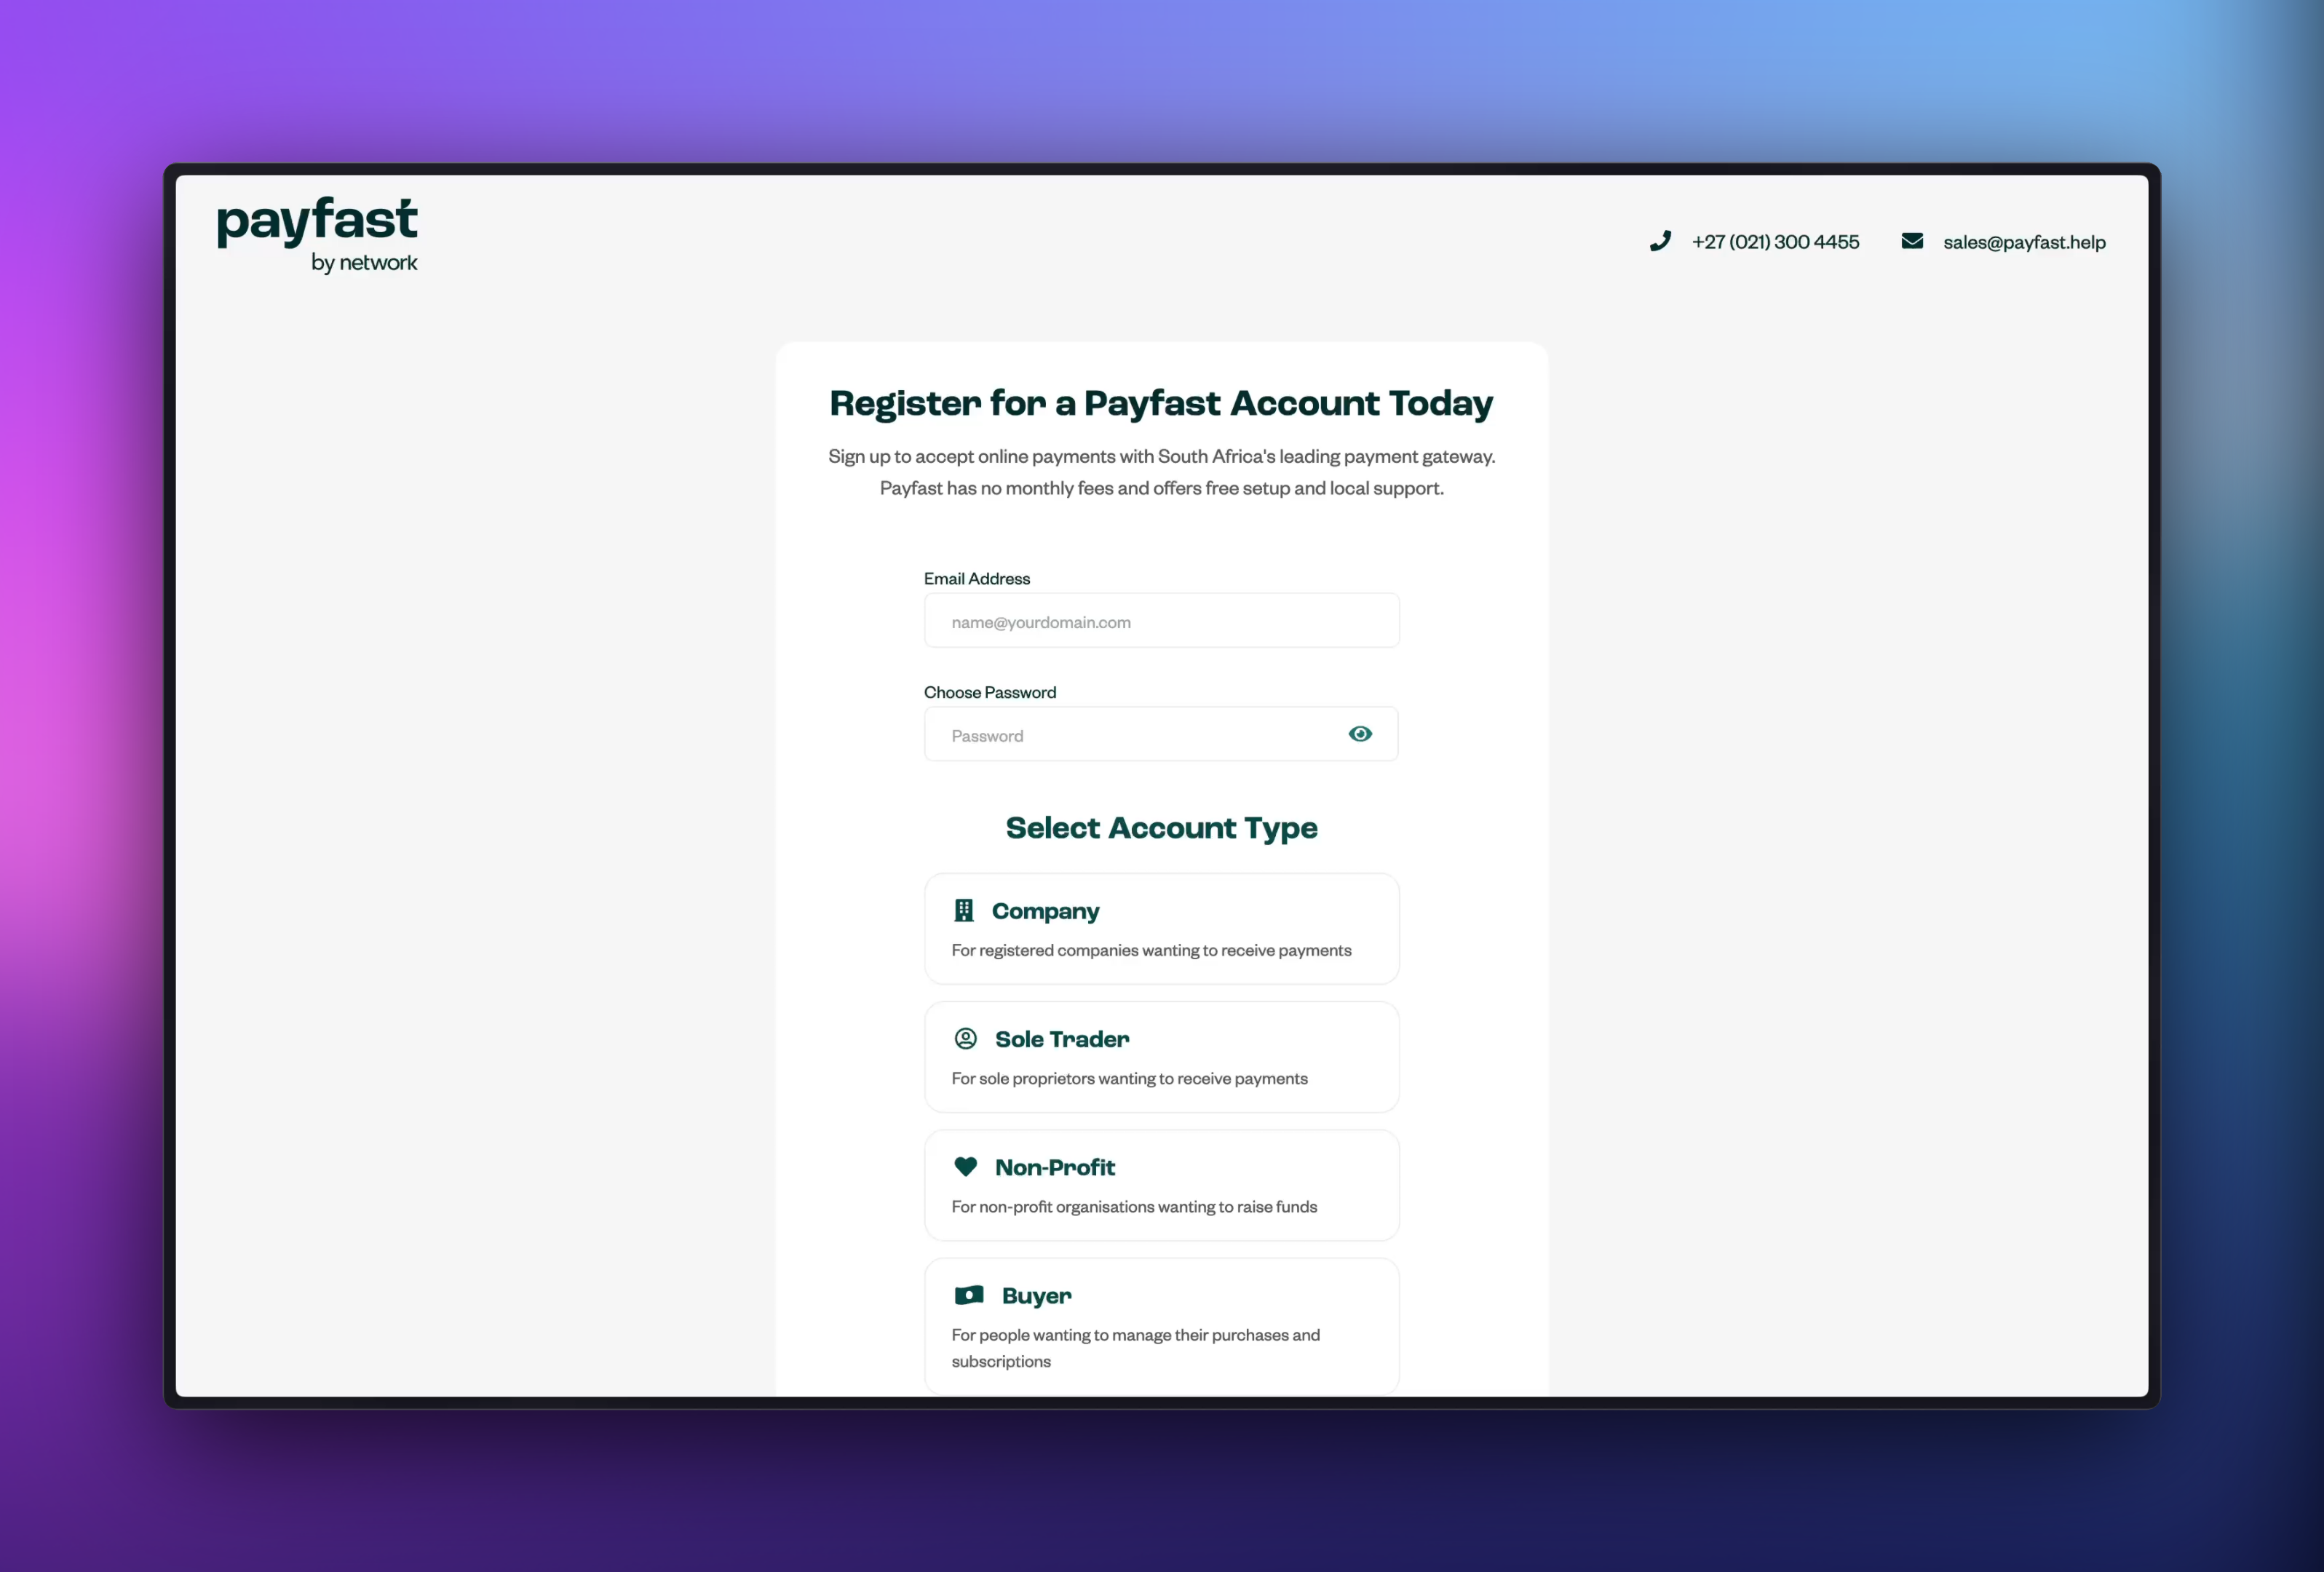 payfast
by network
+27 (021) 300 4455
sales@payfast.help
Register for a Payfast Account Today
Sign up to accept online payments with South Africa's leading payment gateway.
Payfast has no monthly fees and offers free setup and local support.
Email Address
name@yourdomain.com
Choose Password
Password
Select Account Type
Company
For registered companies wanting to receive payments
Sole Trader
For sole proprietors wanting to receive payments
Non-Profit
For non-profit organisations wanting to raise funds
Buyer
For people wanting to manage their purchases and
subscriptions